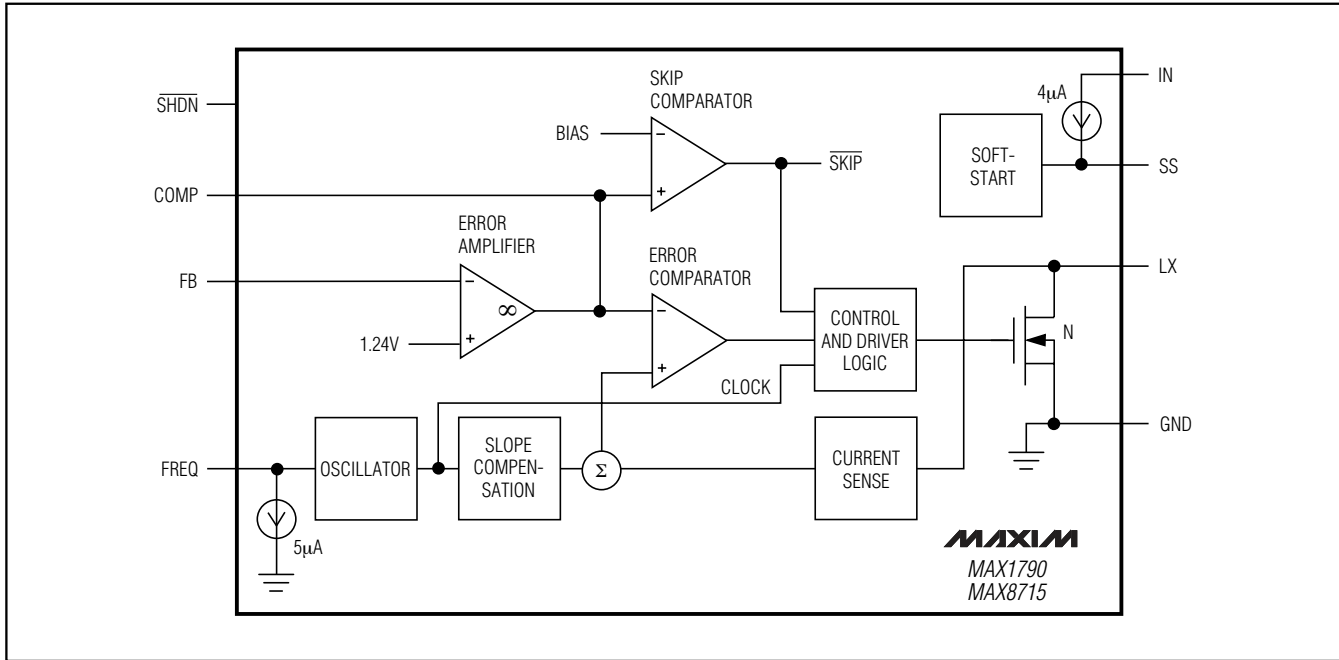 SHDN
COMP
FB
FREQ
5µA
BIAS
SKIP
COMPARATOR
−
+
SKIP
ERROR
AMPLIFIER
−
∞
1.24V
+
ERROR
COMPARATOR
−
+
CLOCK
OSCILLATOR
SLOPE
COMPEN-
SATION
Σ
CONTROL
AND DRIVER
LOGIC
CURRENT
SENSE
SOFT-
START
4µA
N
IN
SS
LX
GND
MAXIM
MAX1790
MAX8715